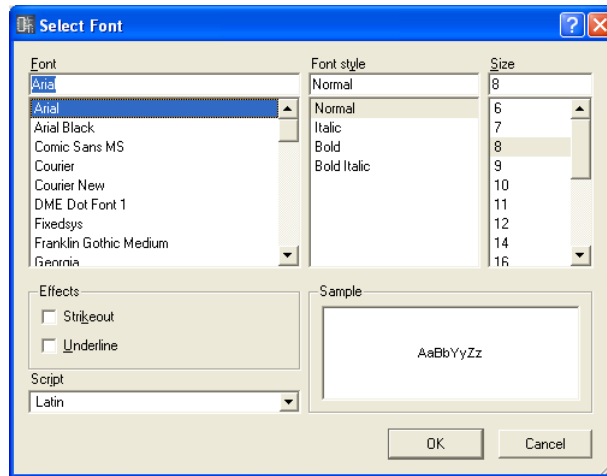 Select Font
Font
Arial
Arial
Arial Black
Comic Sans MS
Courier
Courier New
DME Dot Font 1
Fixedsys
Franklin Gothic Medium
Georgia
Font style
Normal
Normal
Italic
Bold
Bold Italic
Size
8
6
7
8
9
10
11
12
14
16
Effects
Strikeout
Underline
Script
Latin
Sample
AaBbYyZz
OK
Cancel